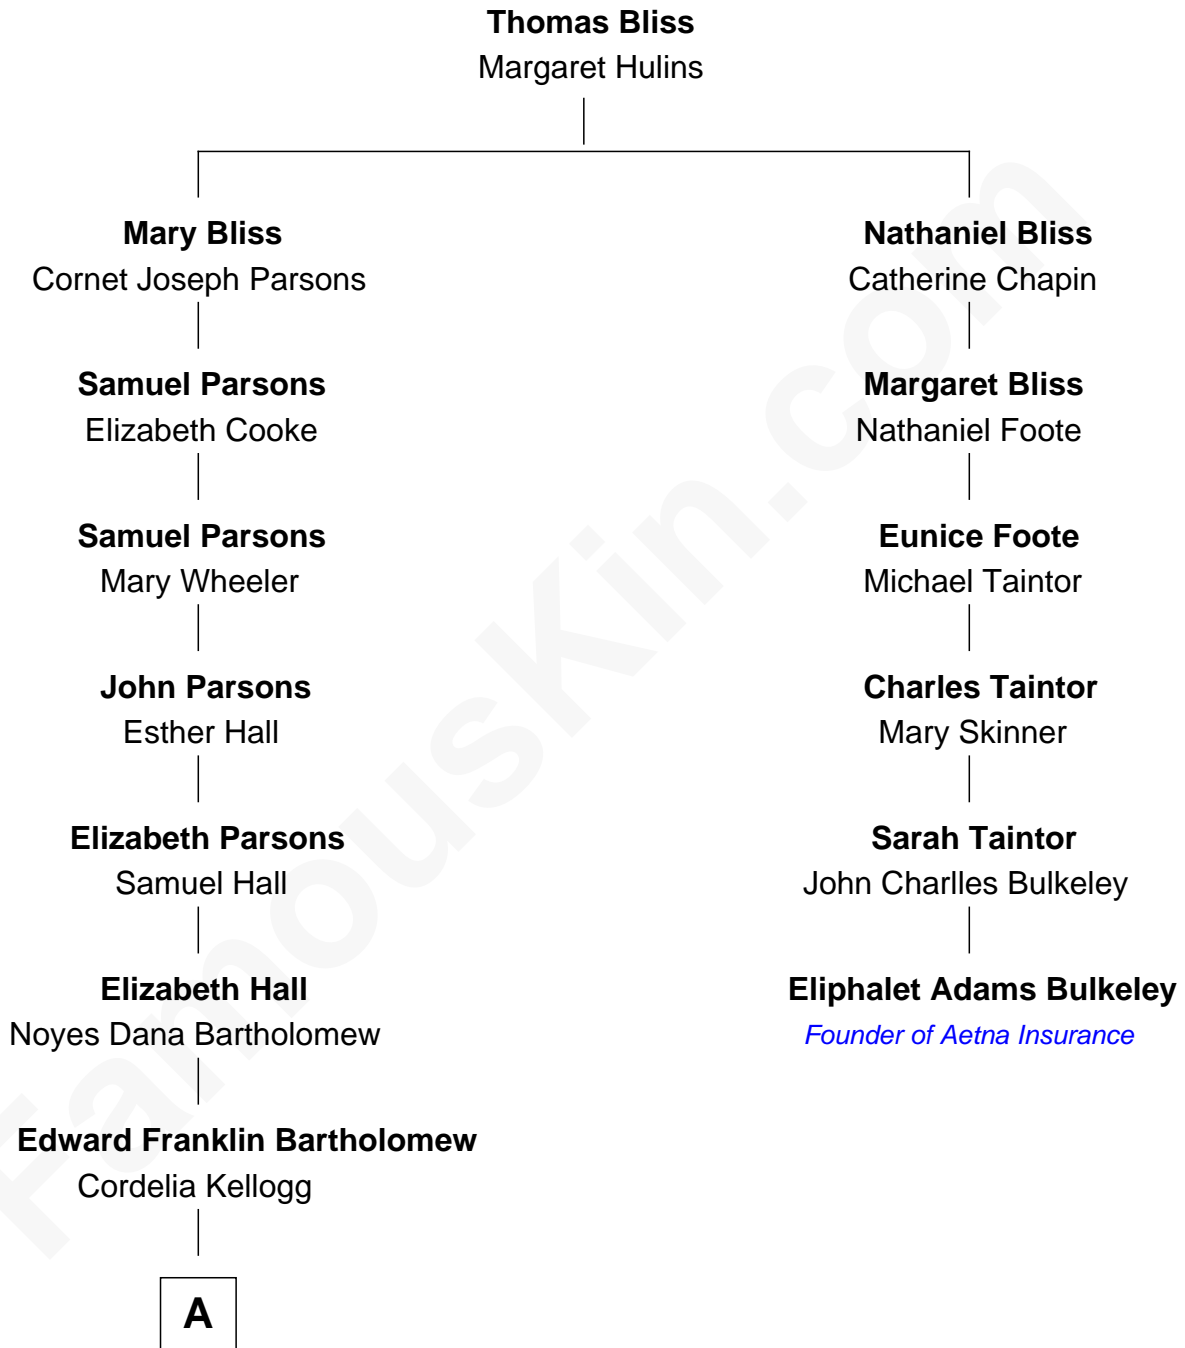 Thomas Bliss
Margaret Hulins
Mary Bliss
Cornet Joseph Parsons
Samuel Parsons
Elizabeth Cooke
Samuel Parsons
Mary Wheeler
John Parsons
Esther Hall
Elizabeth Parsons
Samuel Hall
Elizabeth Hall
Noyes Dana Bartholomew
Edward Franklin Bartholomew
Cordelia Kellogg
A
Nathaniel Bliss
Catherine Chapin
Margaret Bliss
Nathaniel Foote
Eunice Foote
Michael Taintor
Charles Taintor
Mary Skinner
Sarah Taintor
John Charlles Bulkeley
Eliphalet Adams Bulkeley
Founder of Aetna Insurance
FamousKin.com